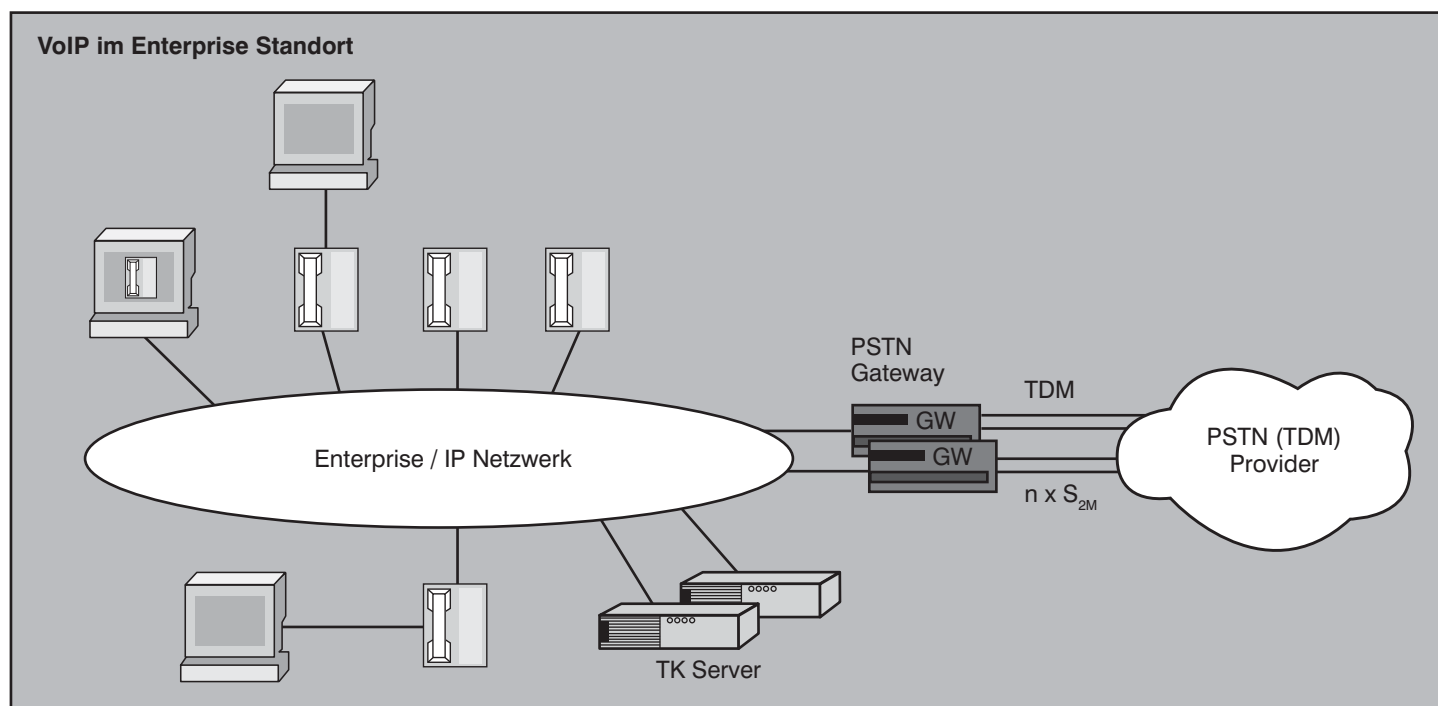 VoIP im Enterprise Standort
PSTN
Gateway
TDM
GW
GW
Enterprise / IP Netzwerk
PSTN (TDM)
Provider
n x S2M
TK Server